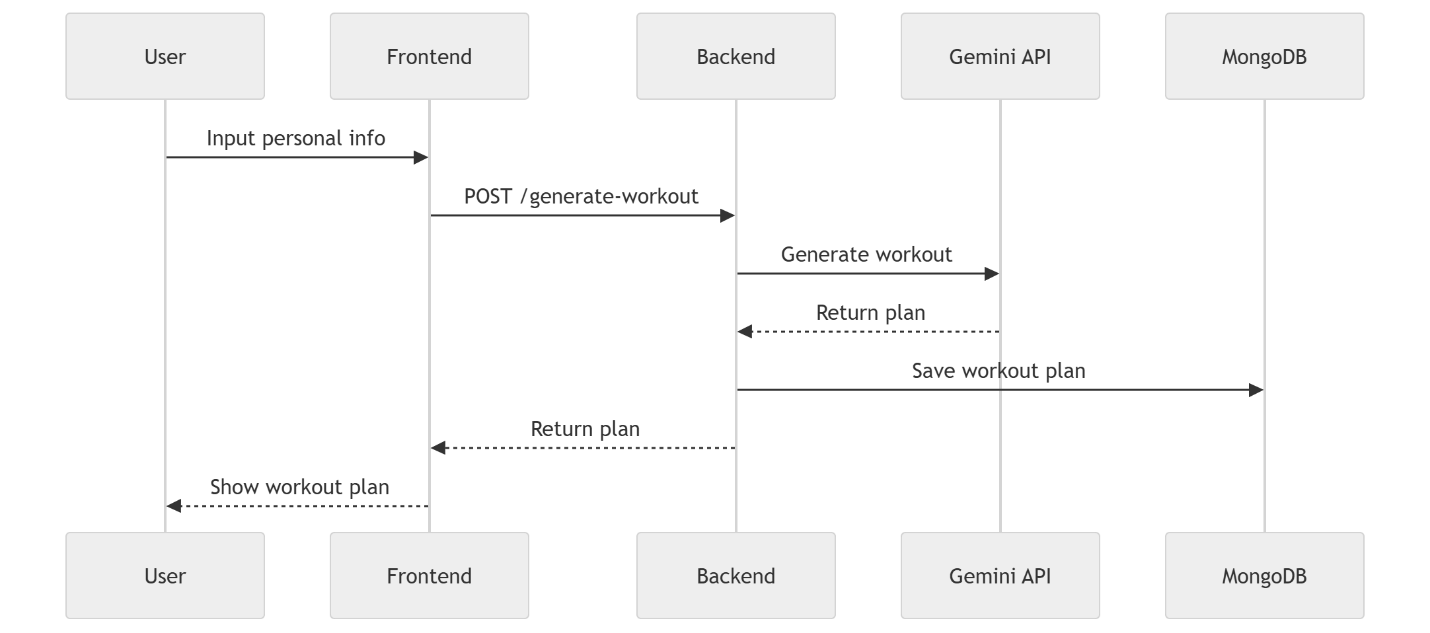 User
Frontend
Backend
Gemini API
MongoDB
Input personal info
POST /generate-workout
Generate workout
Return plan
Save workout plan
Return plan
Show workout plan
User
Frontend
Backend
Gemini API
MongoDB